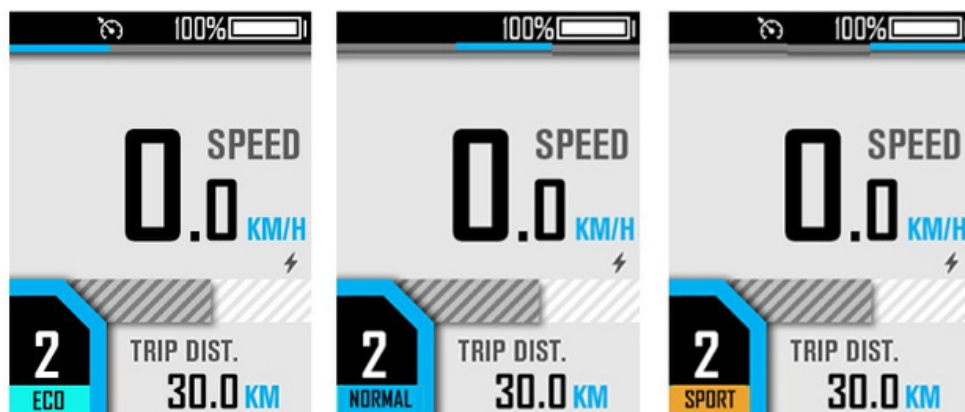 100%
SPEED
0.0 KM/H
2
ECO
TRIP DIST.
30.0 KM
100%
SPEED
0.0 KM/H
2
NORMAL
TRIP DIST.
30.0 KM
100%
SPEED
0.0 KM/H
2
SPORT
TRIP DIST.
30.0 KM